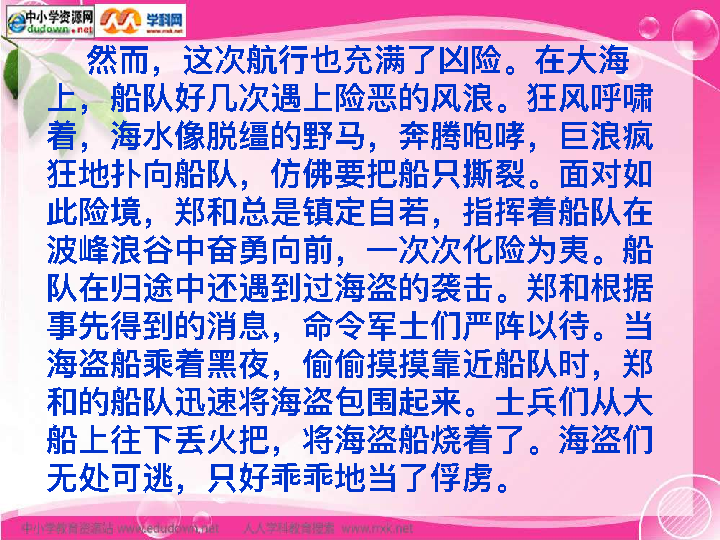 中小学资源网
edudown.net
学科网
www.nxk.net
然而，这次航行也充满了凶险。在大海
上，船队好几次遇上险恶的风浪。狂风呼啸
着，海水像脱缰的野马，奔腾咆哮，巨浪疯
狂地扑向船队，仿佛要把船只撕裂。面对如
此险境，郑和总是镇定自若，指挥着船队在
波峰浪谷中奋勇向前，一次次化险为夷。船
队在归途中还遇到过海盗的袭击。郑和根据
事先得到的消息，命令军士们严阵以待。当
海盗船乘着黑夜，偷偷摸摸靠近船队时，郑
和的船队迅速将海盗包围起来。士兵们从大
船上往下丢火把，将海盗船烧着了。海盗们
无处可逃，只好乖乖地当了俘虏。
中小学教育资源站 www.edudown.net 人人学科教育搜索 www.nxk.net